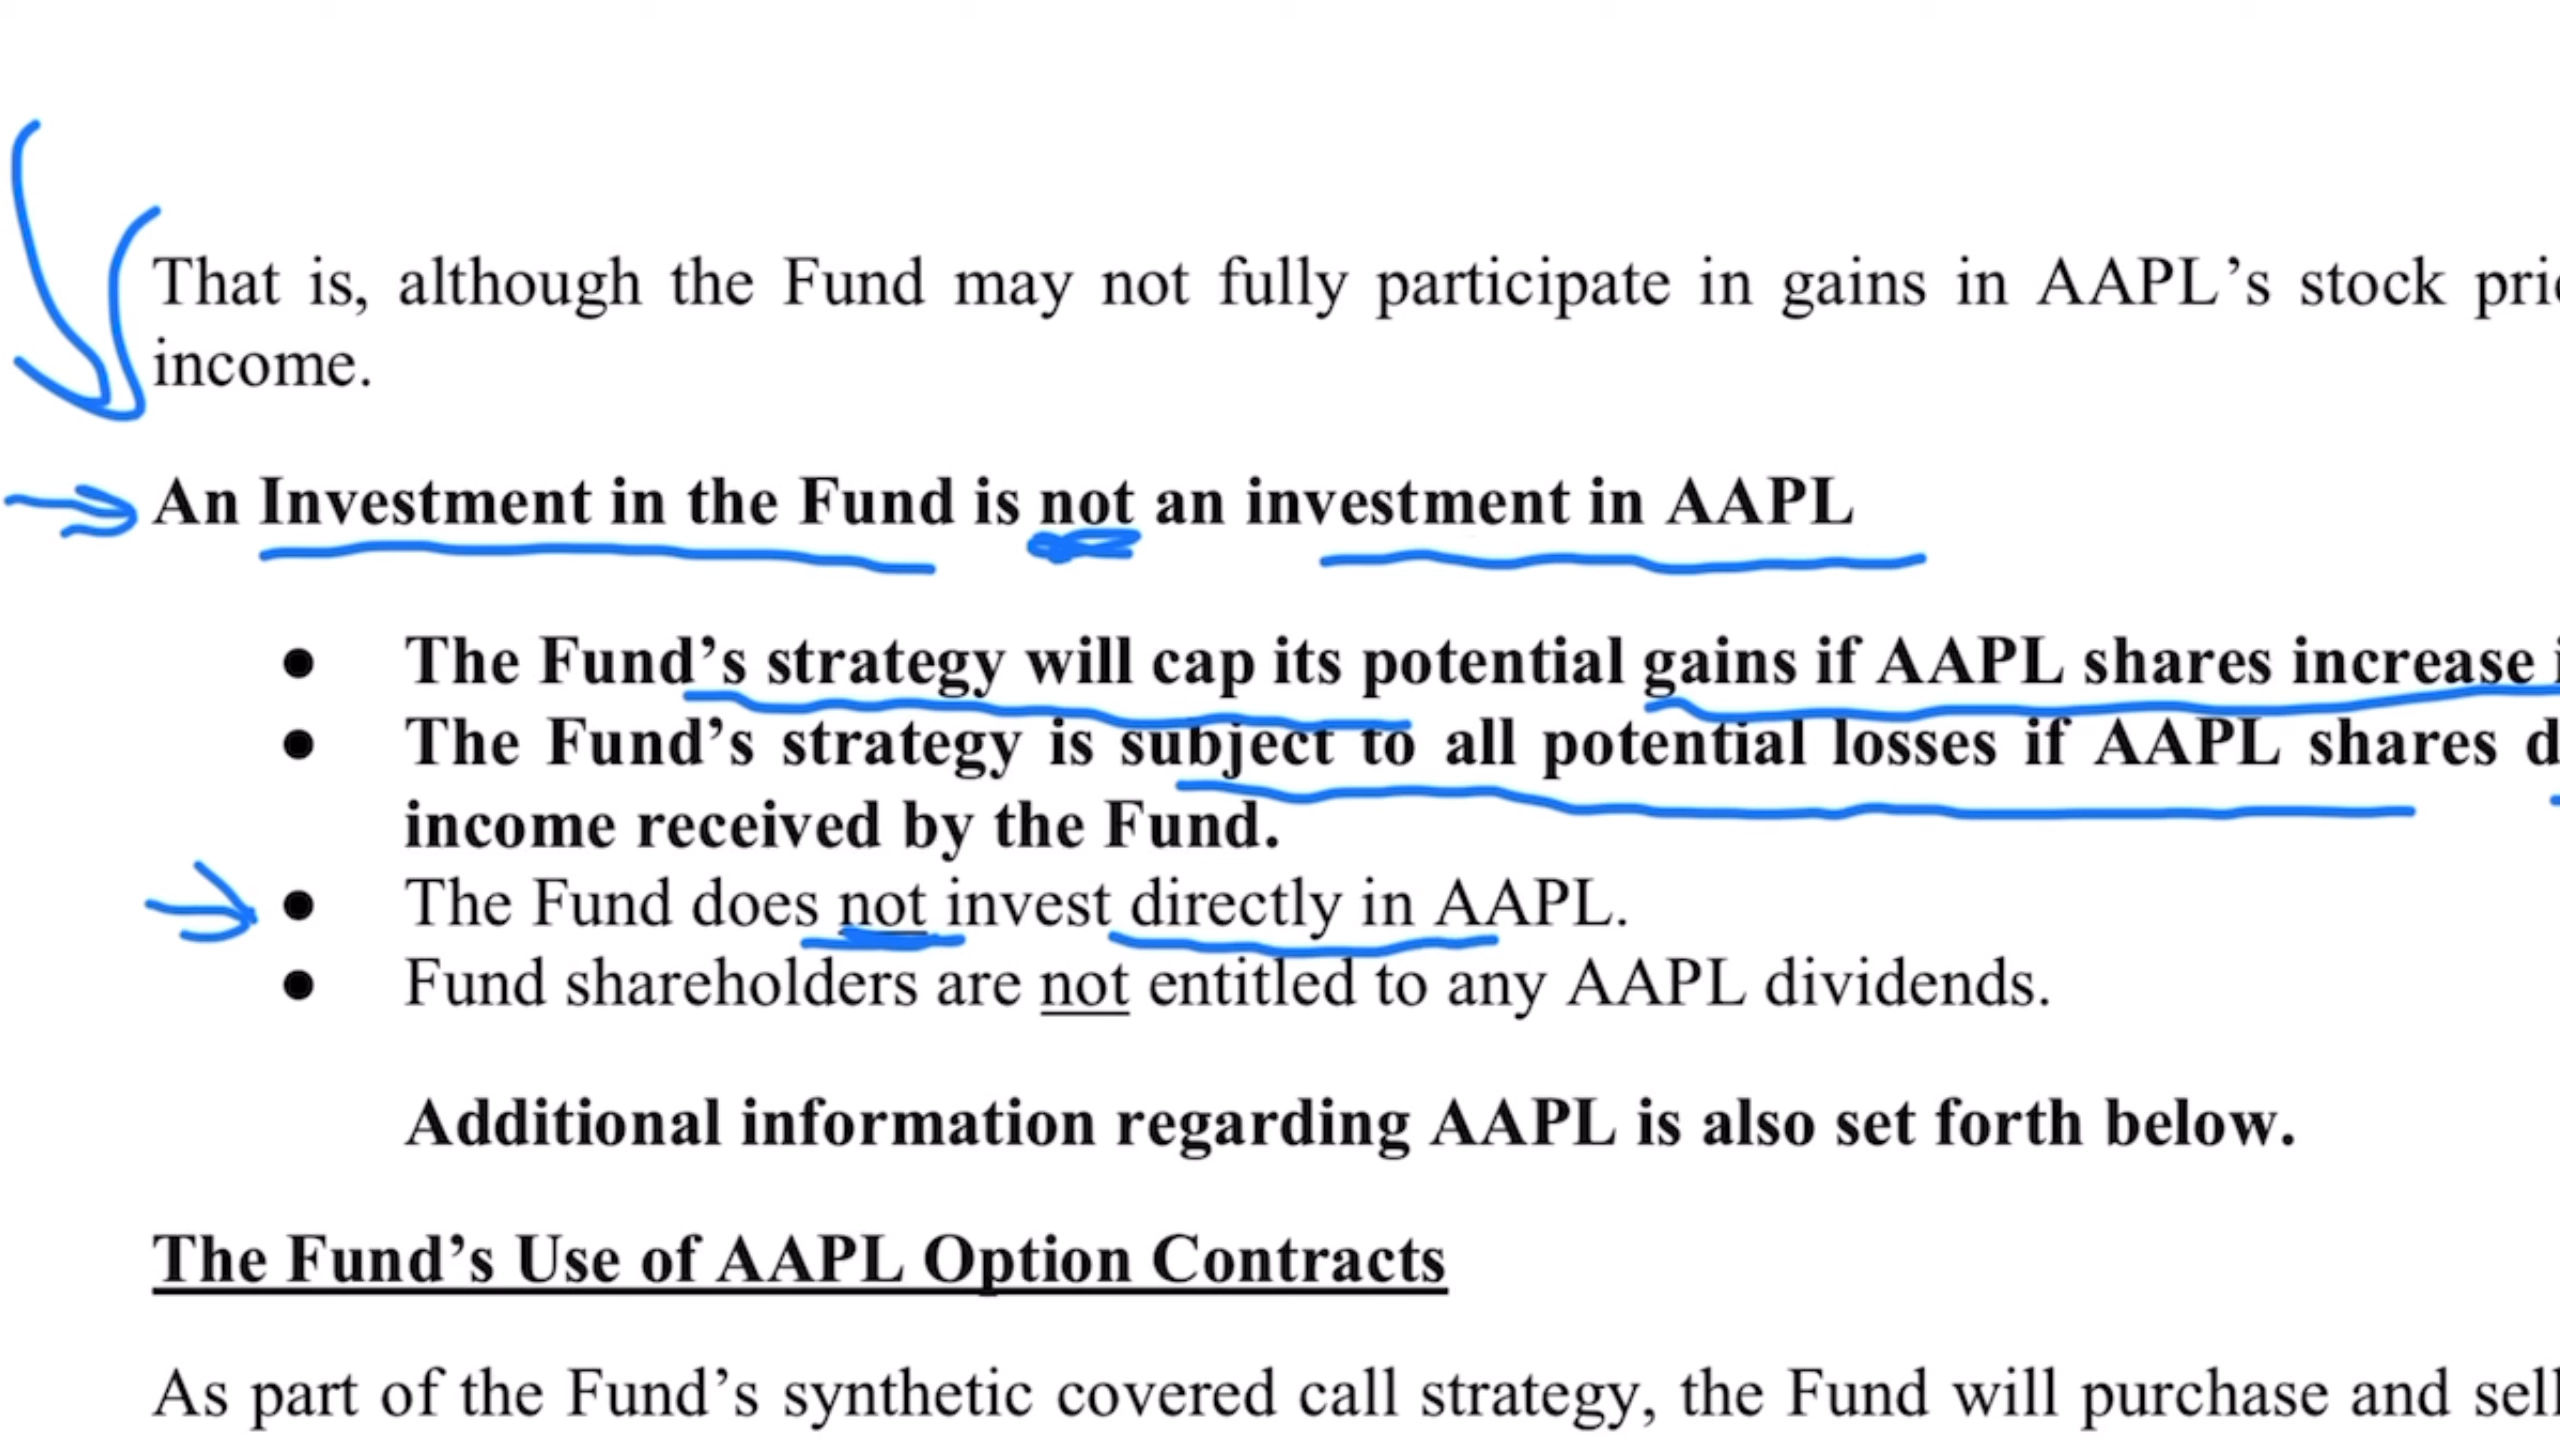 That is, although the Fund may not fully participate in gains in AAPL’s stock
income.
An Investment in the Fund is not an investment in AAPL
● The Fund’s strategy will cap its potential gains if AAPL shares increase
● The Fund’s strategy is subject to all potential losses if AAPL shares
income received by the Fund.
● The Fund does not invest directly in AAPL.
● Fund shareholders are not entitled to any AAPL dividends.
Additional information regarding AAPL is also set forth below.
The Fund’s Use of AAPL Option Contracts
As part of the Fund’s synthetic covered call strategy, the Fund will purchase and sell